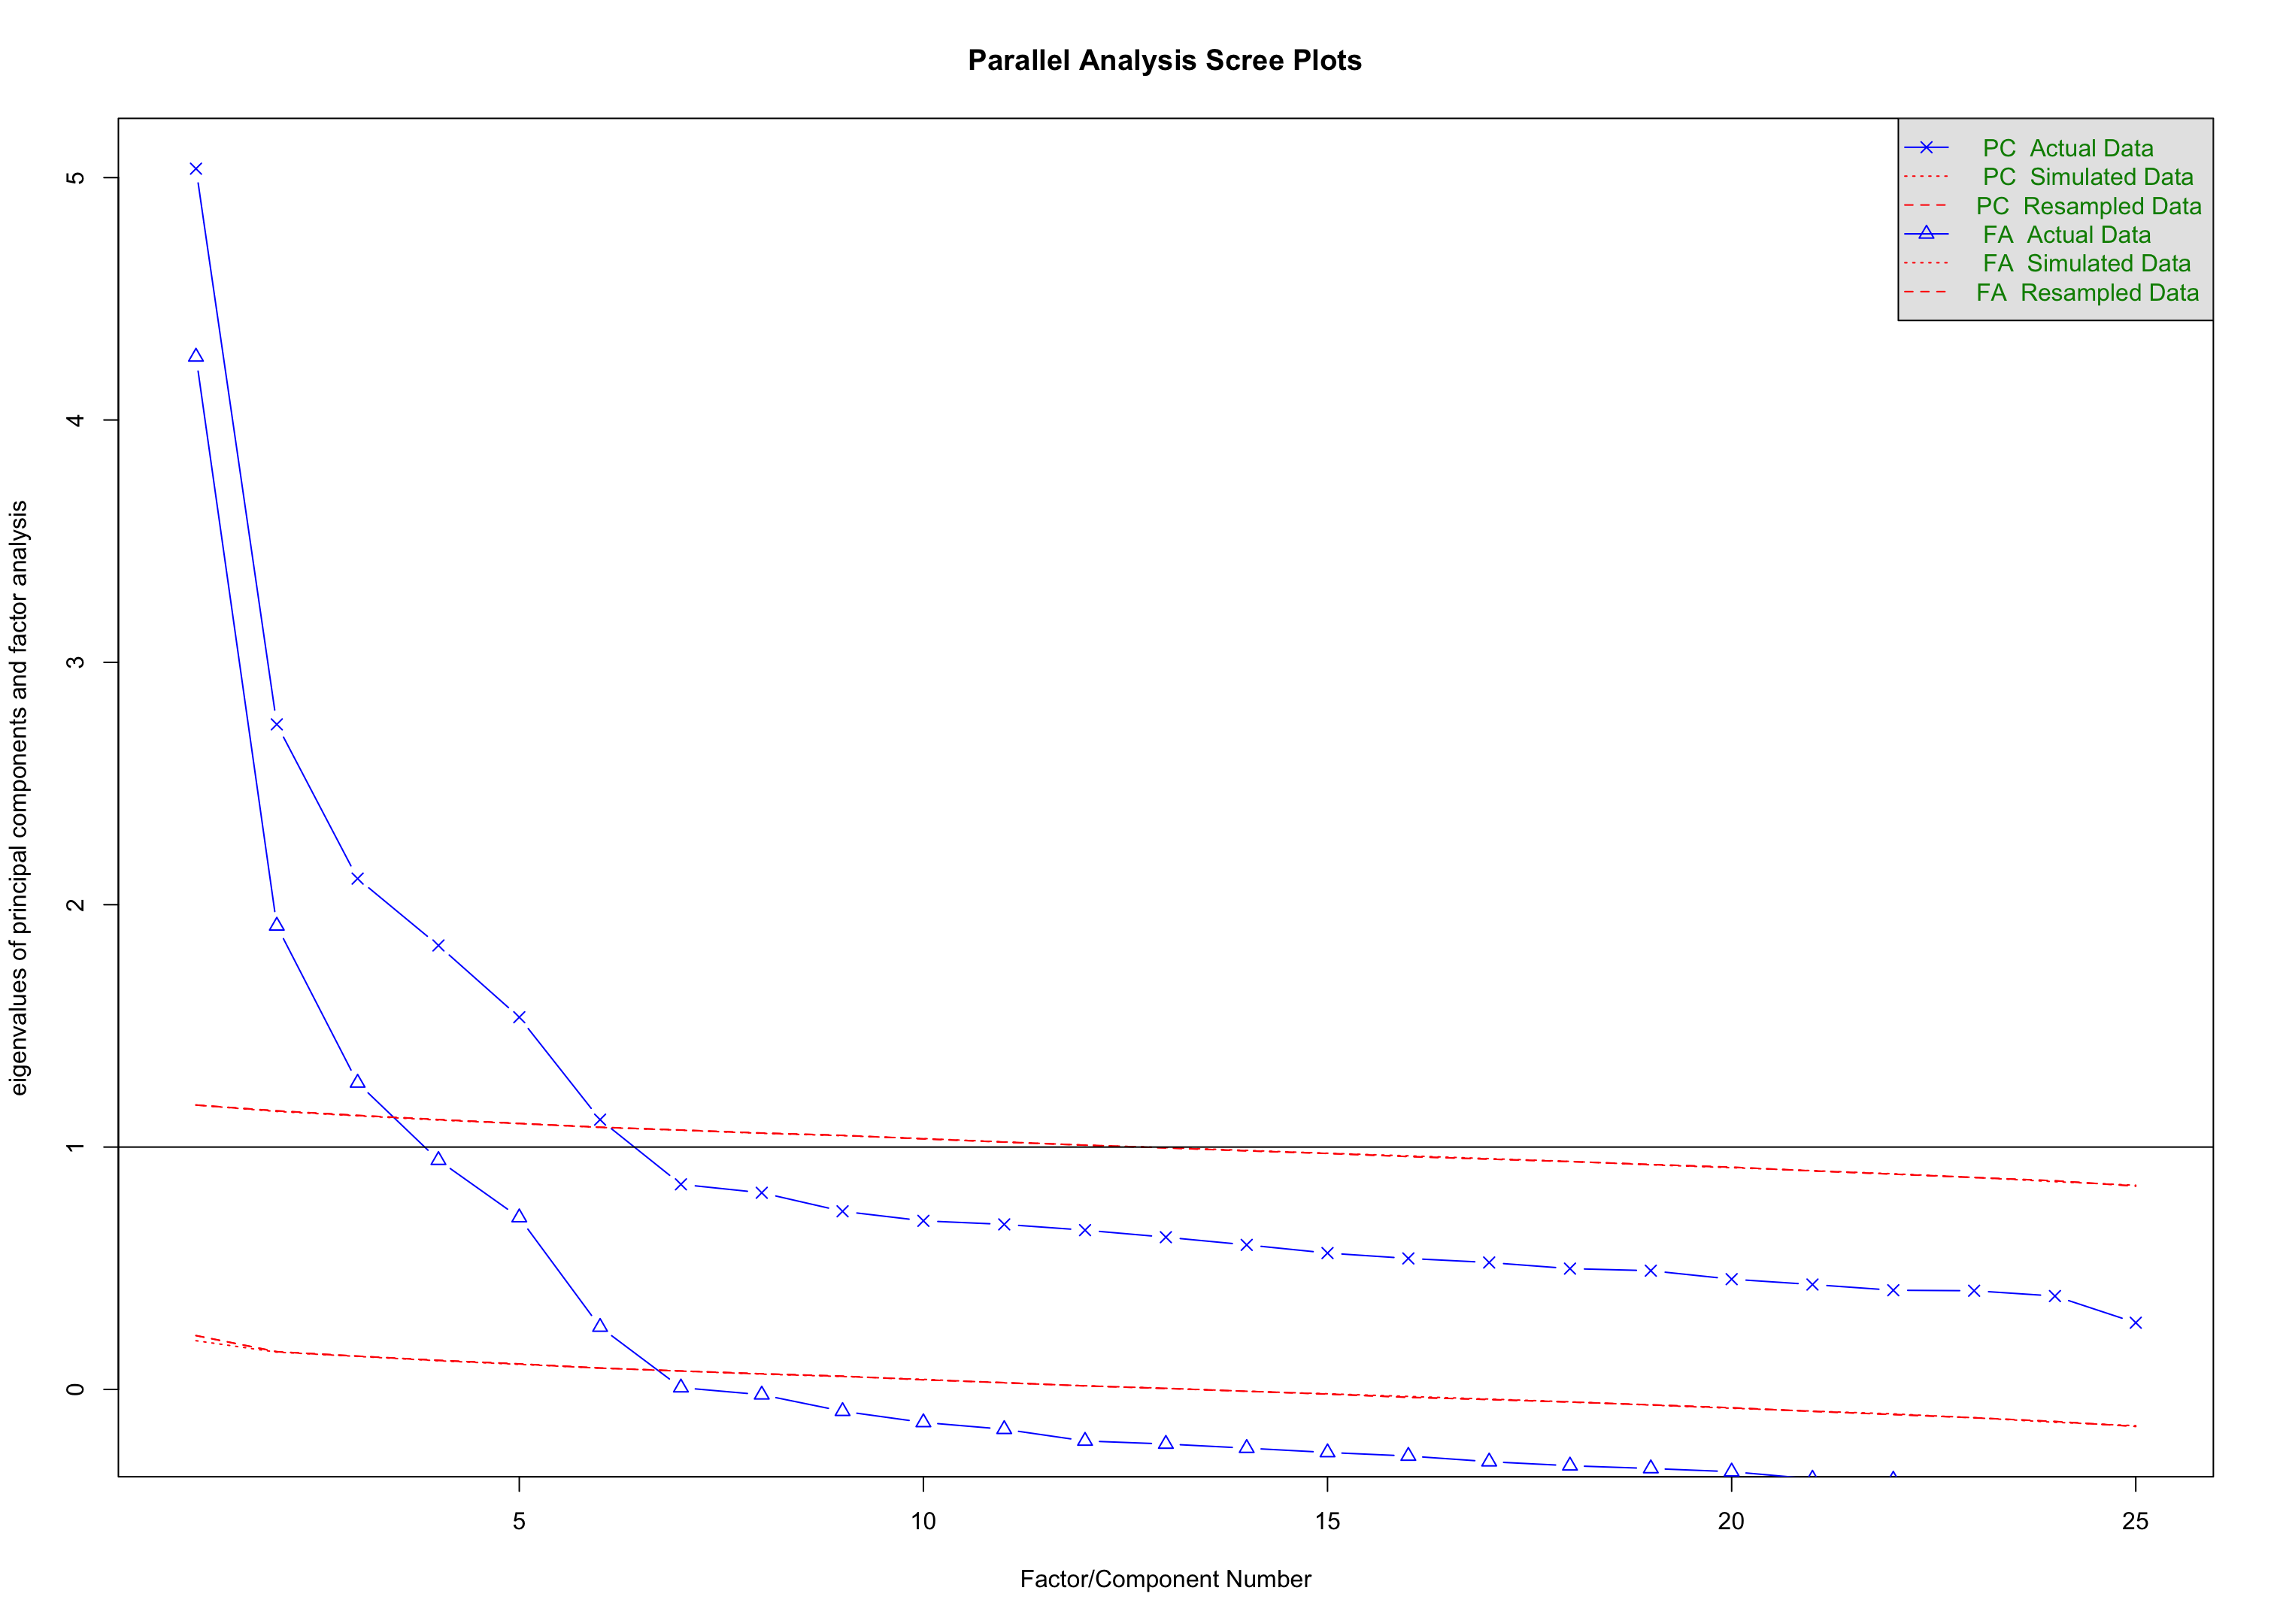 Parallel Analysis Scree Plots
PC Actual Data
PC Simulated Data
PC Resampled Data
FA Actual Data
FA Simulated Data
FA Resampled Data
eigenvalues of principal components and factor analysis
5
4
3
2
1
0
5 10 15 20 25
Factor/Component Number